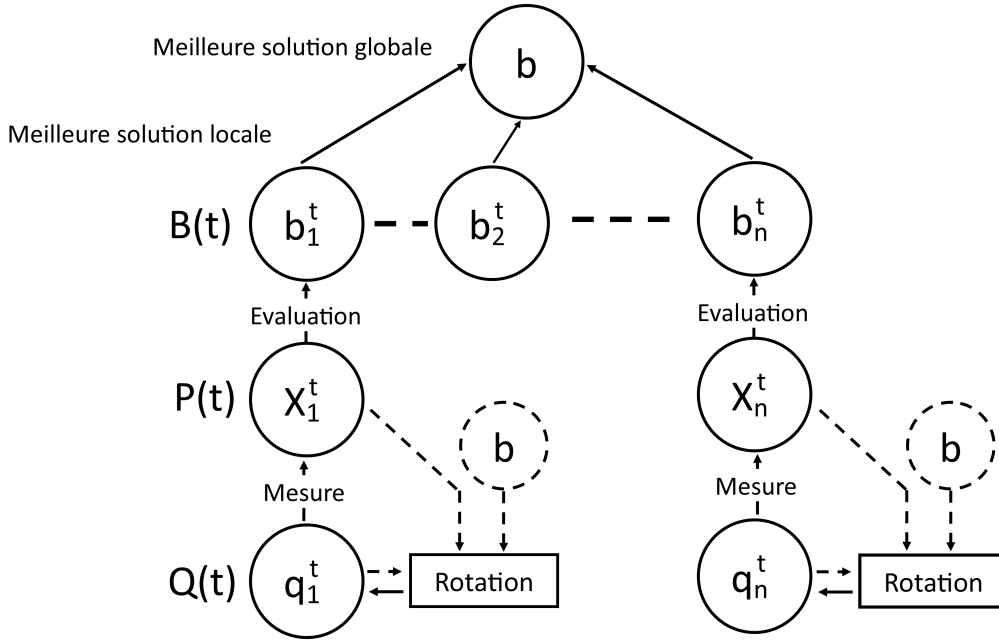 Meilleure solution globale
b
Meilleure solution locale
B(t) b₁ᵗ b₂ᵗ bₙᵗ
Evaluation Evaluation
P(t) X₁ᵗ b Xₙᵗ b
Mesure Mesure
Q(t) q₁ᵗ Rotation qₙᵗ Rotation